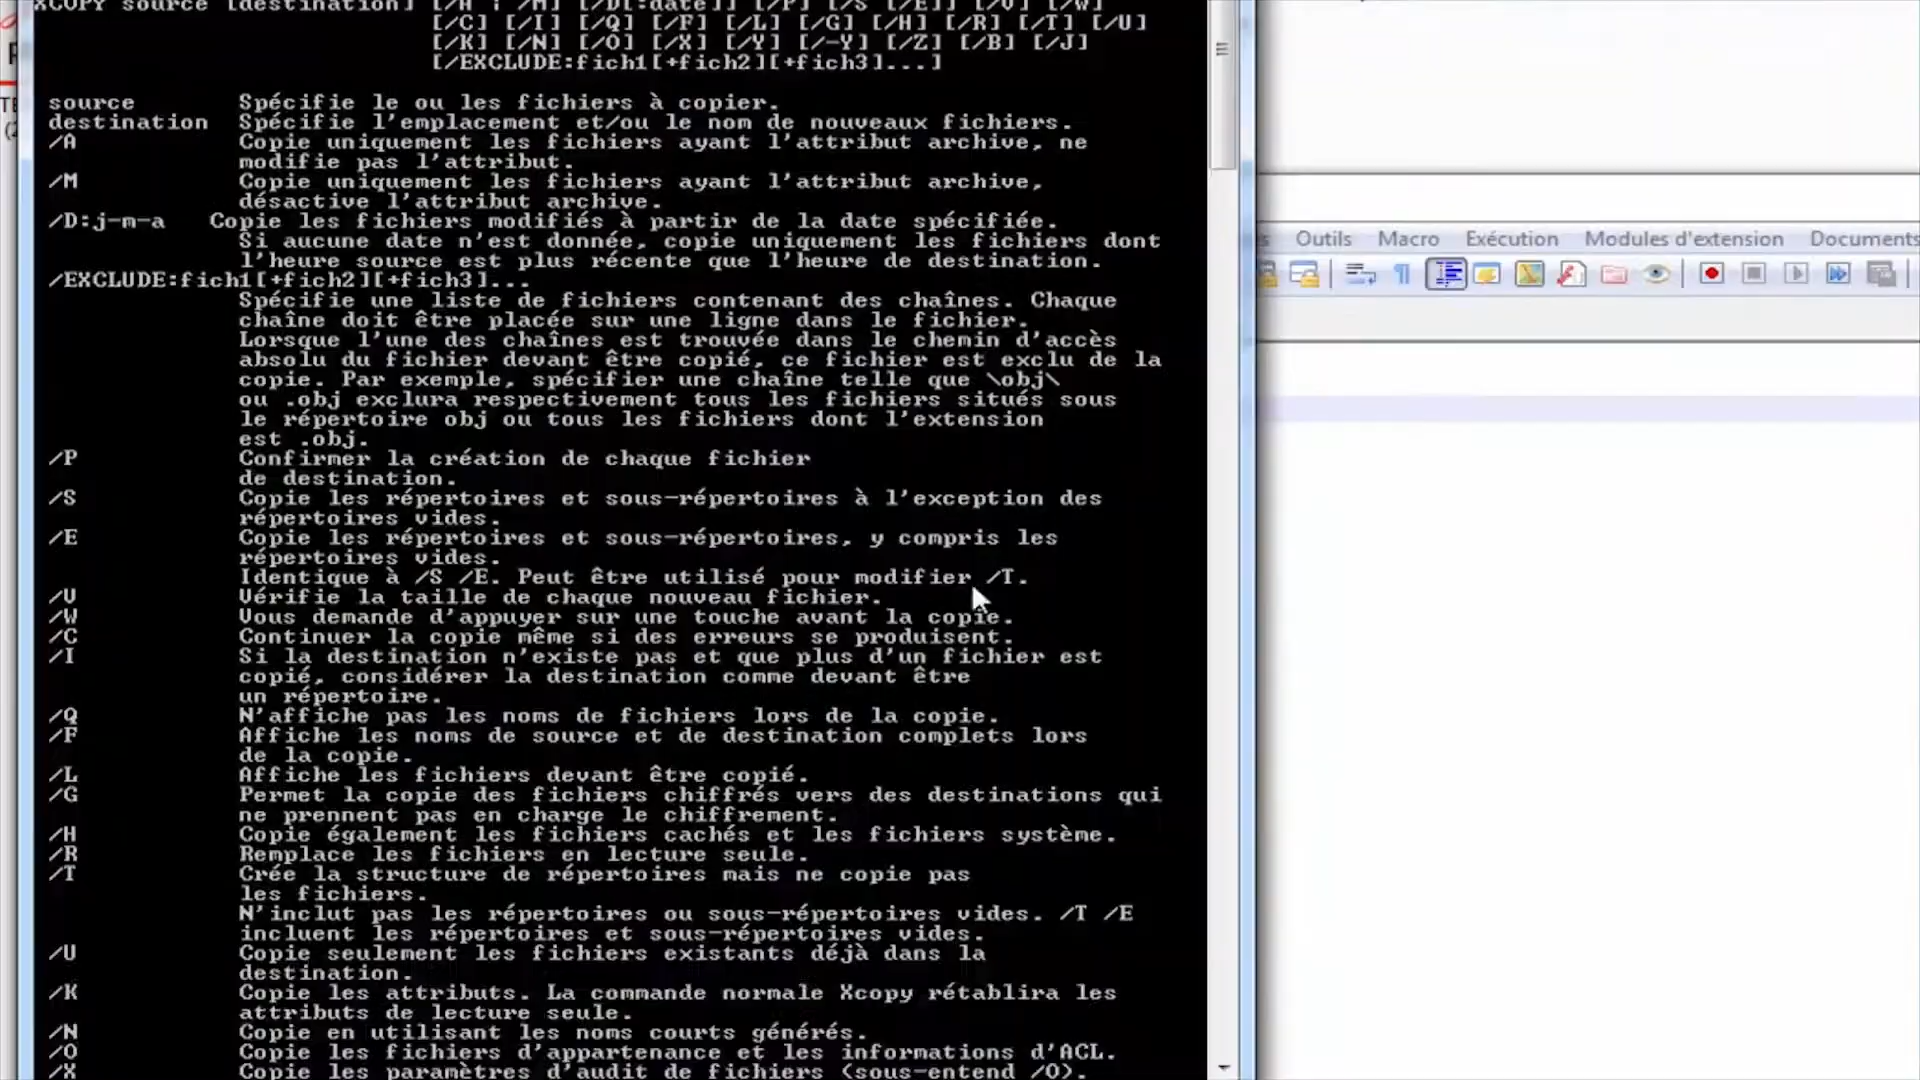 XCOPY source [destination] [/A | /M] [/D[:date]] [/P] [/S [/E]] [/V] [/W]
[/C] [/I] [/Q] [/F] [/L] [/G] [/H] [/R] [/T] [/U]
[/K] [/N] [/O] [/X] [/Y] [/-Y] [/Z] [/B] [/J]
[/EXCLUDE:fich1[+fich2][+fich3]...]
source Spécifie le ou les fichiers à copier.
destination Spécifie l'emplacement et/ou le nom de nouveaux fichiers.
/A Copie uniquement les fichiers ayant l'attribut archive, ne
modifie pas l'attribut.
/M Copie uniquement les fichiers ayant l'attribut archive,
désactive l'attribut archive.
/D:j-m-a Copie les fichiers modifiés à partir de la date spécifiée.
Si aucune date n'est donnée, copie uniquement les fichiers dont
l'heure source est plus récente que l'heure de destination.
/EXCLUDE:fich1[+fich2][+fich3]...
Spécifie une liste de fichiers contenant des chaînes. Chaque
chaîne doit être placée sur une ligne dans le fichier.
Lorsque l'une des chaînes est trouvée dans le chemin d'accès
absolu du fichier devant être copié, ce fichier est exclu de la
copie. Par exemple, spécifier une chaîne telle que \obj\
ou .obj exclura respectivement tous les fichiers situés sous
le répertoire obj ou tous les fichiers dont l'extension
est .obj.
/P Confirmer la création de chaque fichier
de destination.
/S Copie les répertoires et sous-répertoires à l'exception des
répertoires vides.
/E Copie les répertoires et sous-répertoires, y compris les
répertoires vides.
Identique à /S /E. Peut être utilisé pour modifier /T.
/V Vérifie la taille de chaque nouveau fichier.
/W Vous demande d'appuyer sur une touche avant la copie.
/C Continuer la copie même si des erreurs se produisent.
/I Si la destination n'existe pas et que plus d'un fichier est
copié, considérer la destination comme devant être
un répertoire.
/Q N'affiche pas les noms de fichiers lors de la copie.
/F Affiche les noms de source et de destination complets lors
de la copie.
/L Affiche les fichiers devant être copié.
/G Permet la copie des fichiers chiffrés vers des destinations qui
ne prennent pas en charge le chiffrement.
/H Copie également les fichiers cachés et les fichiers système.
/R Remplace les fichiers en lecture seule.
/T Crée la structure de répertoires mais ne copie pas
les fichiers.
N'inclut pas les répertoires ou sous-répertoires vides. /T /E
incluent les répertoires et sous-répertoires vides.
/U Copie seulement les fichiers existants déjà dans la
destination.
/K Copie les attributs. La commande normale Xcopy rétablira les
attributs de lecture seule.
/N Copie en utilisant les noms courts générés.
/O Copie les fichiers d'appartenance et les informations d'ACL.
/X Copie les paramètres d'audit de fichiers (sous-entend /O).
Outils Macro Exécution Modules d'extension Documents